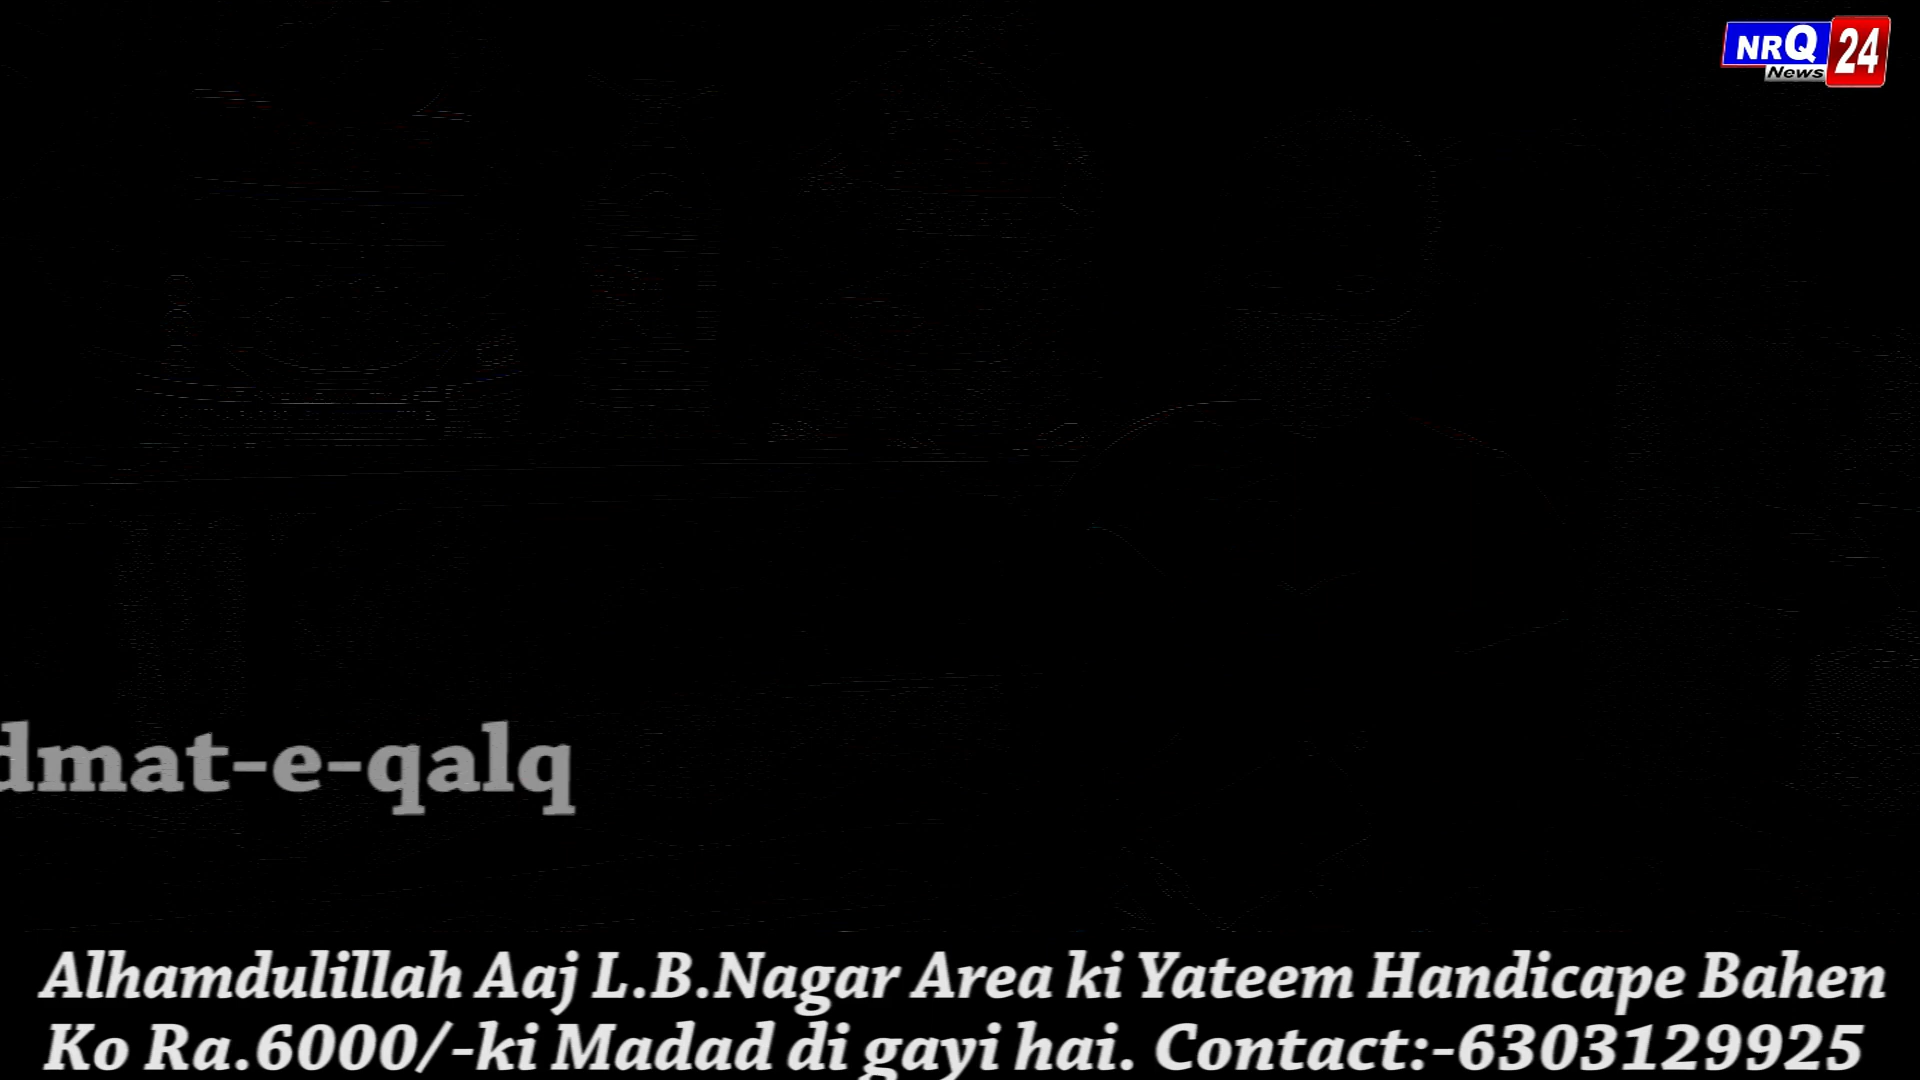 NRQ 24
News
dmat-e-qalq
Alhamdulillah Aaj L.B.Nagar Area ki Yateem Handicape Bahen
Ko Ra.6000/-ki Madad di gayi hai. Contact:-6303129925